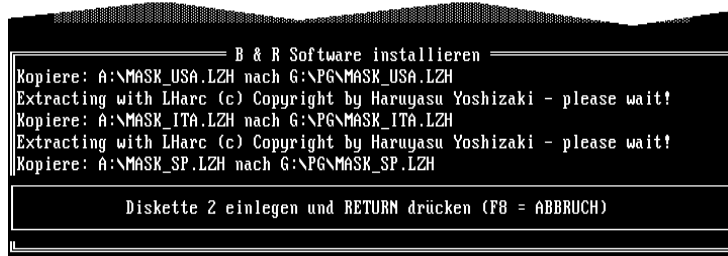 B & R Software installieren
Kopiere: A:\MASK_USA.LZH nach G:\PG\MASK_USA.LZH
Extracting with LHarc (c) Copyright by Haruyasu Yoshizaki - please wait!
Kopiere: A:\MASK_ITA.LZH nach G:\PG\MASK_ITA.LZH
Extracting with LHarc (c) Copyright by Haruyasu Yoshizaki - please wait!
Kopiere: A:\MASK_SP.LZH nach G:\PG\MASK_SP.LZH
Diskette 2 einlegen und RETURN drücken (F8 = ABBRUCH)